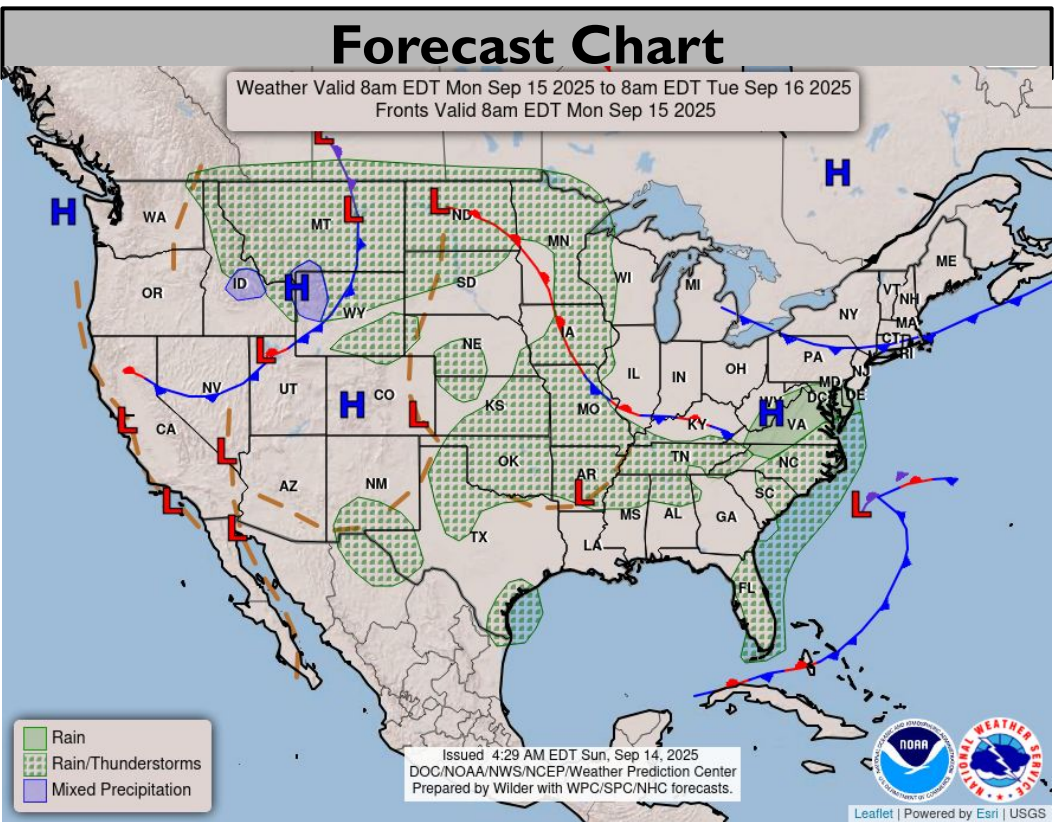 Forecast Chart
Weather Valid 8am EDT Mon Sep 15 2025 to 8am EDT Tue Sep 16 2025
Fronts Valid 8am EDT Mon Sep 15 2025
L
H
H
WA
MT
L
L
ND
MN
ME
OR
ID
H
WY
SD
WI
MI
VT
NH
NY
MA
CT
RI
L
NV
UT
CO
NE
IA
IL
IN
OH
PA
NJ
MD
DE
DC
WV
H
VA
L
CA
H
L
KS
MO
KY
L
AZ
NM
OK
AR
TN
NC
L
L
L
SC
L
TX
LA
MS
AL
GA
FL
Rain
Rain/Thunderstorms
Mixed Precipitation
Issued 4:29 AM EDT Sun, Sep 14, 2025
DOC/NOAA/NWS/NCEP/Weather Prediction Center
Prepared by Wilder with WPC/SPC/NHC forecasts.
NOAA
NATIONAL WEATHER SERVICE
Leaflet | Powered by Esri | USGS